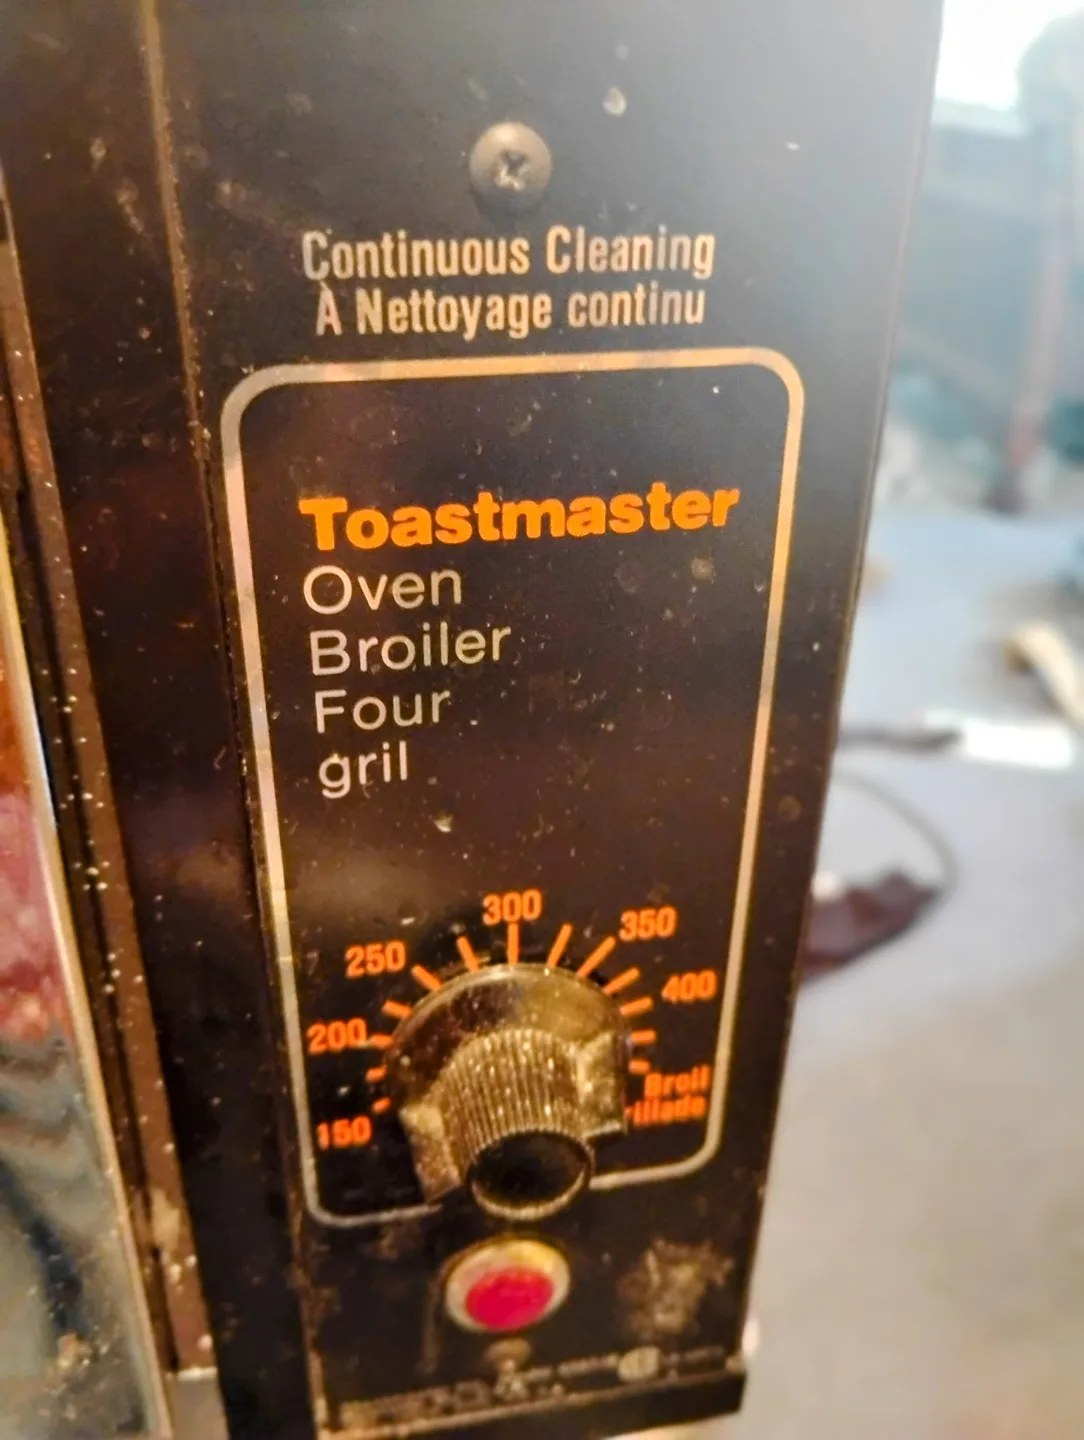 Continuous Cleaning
À Nettoyage continu
Toastmaster
Oven
Broiler
Four
gril
300
250
350
200
400
150
Broil